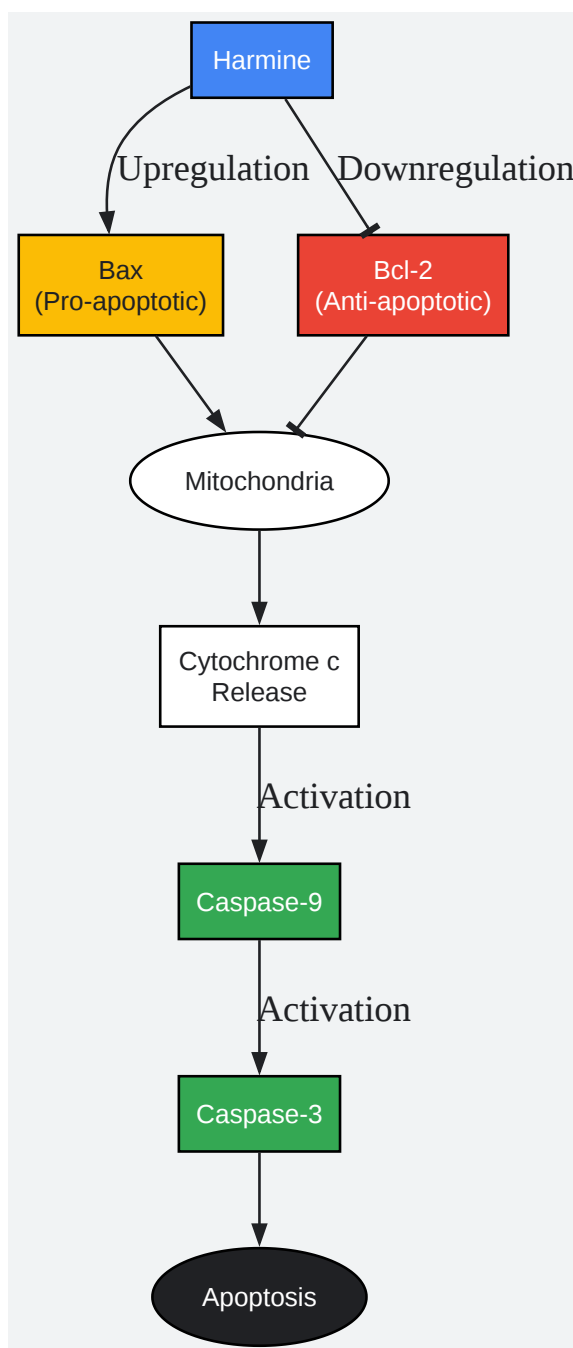 Harmine
Upregulation
Downregulation
Bax
(Pro-apoptotic)
Bcl-2
(Anti-apoptotic)
Mitochondria
Cytochrome c
Release
Activation
Caspase-9
Activation
Caspase-3
Apoptosis